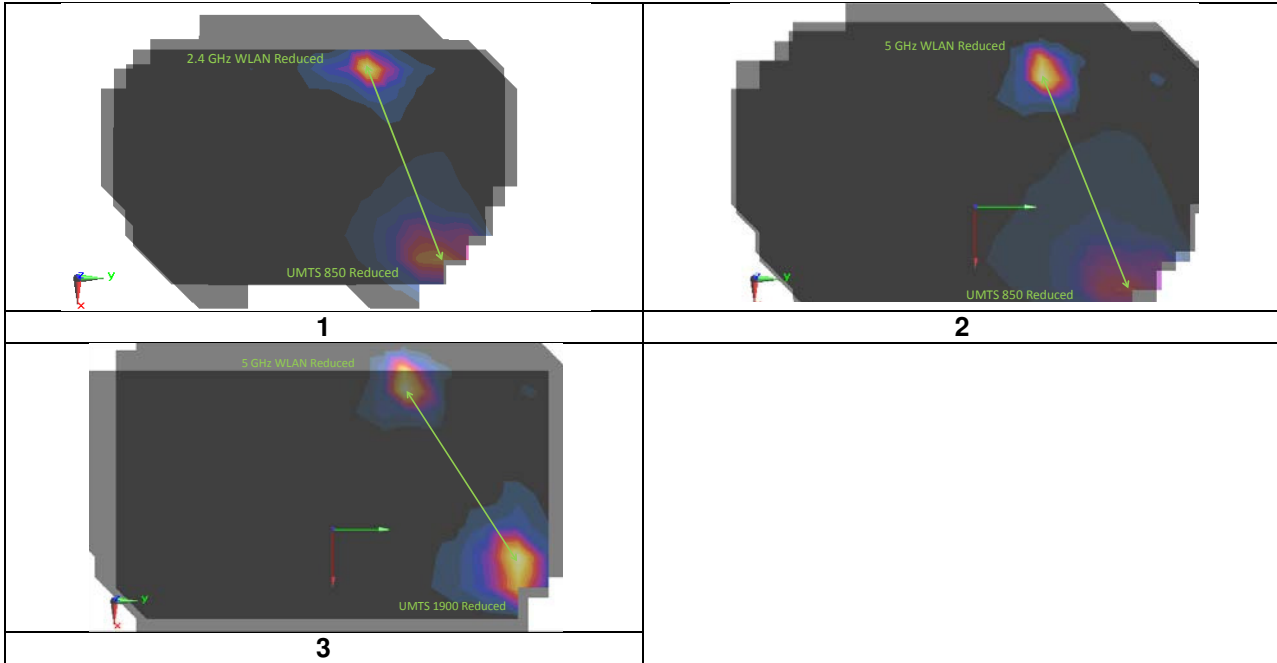 2.4 GHz WLAN Reduced
UMTS 850 Reduced
z
y
x
1
5 GHz WLAN Reduced
UMTS 850 Reduced
z
y
x
2
5 GHz WLAN Reduced
UMTS 1900 Reduced
z
y
x
3